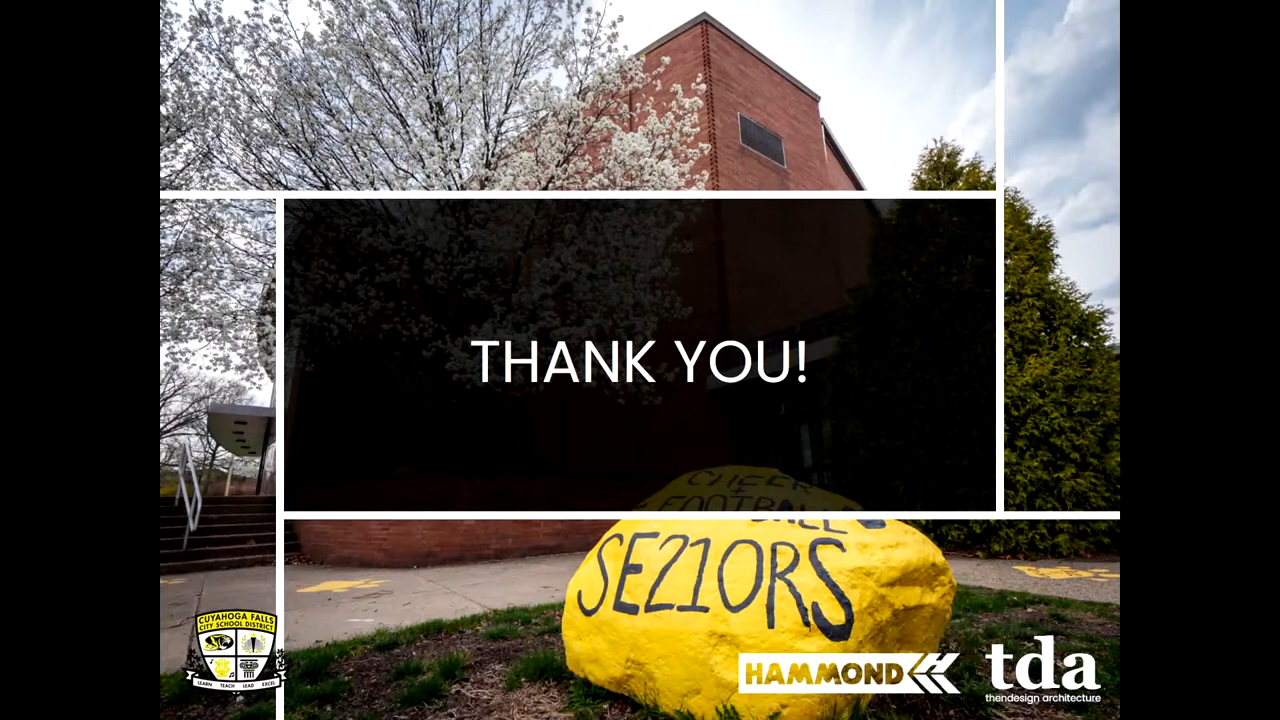 THANK YOU!
CHEER
+
FOOTBALL
SE21ORS
CUYAHOGA FALLS
CITY SCHOOL DISTRICT
LEARN TEACH LEAD EXCEL
HAMMOND
tda
thendesign architecture